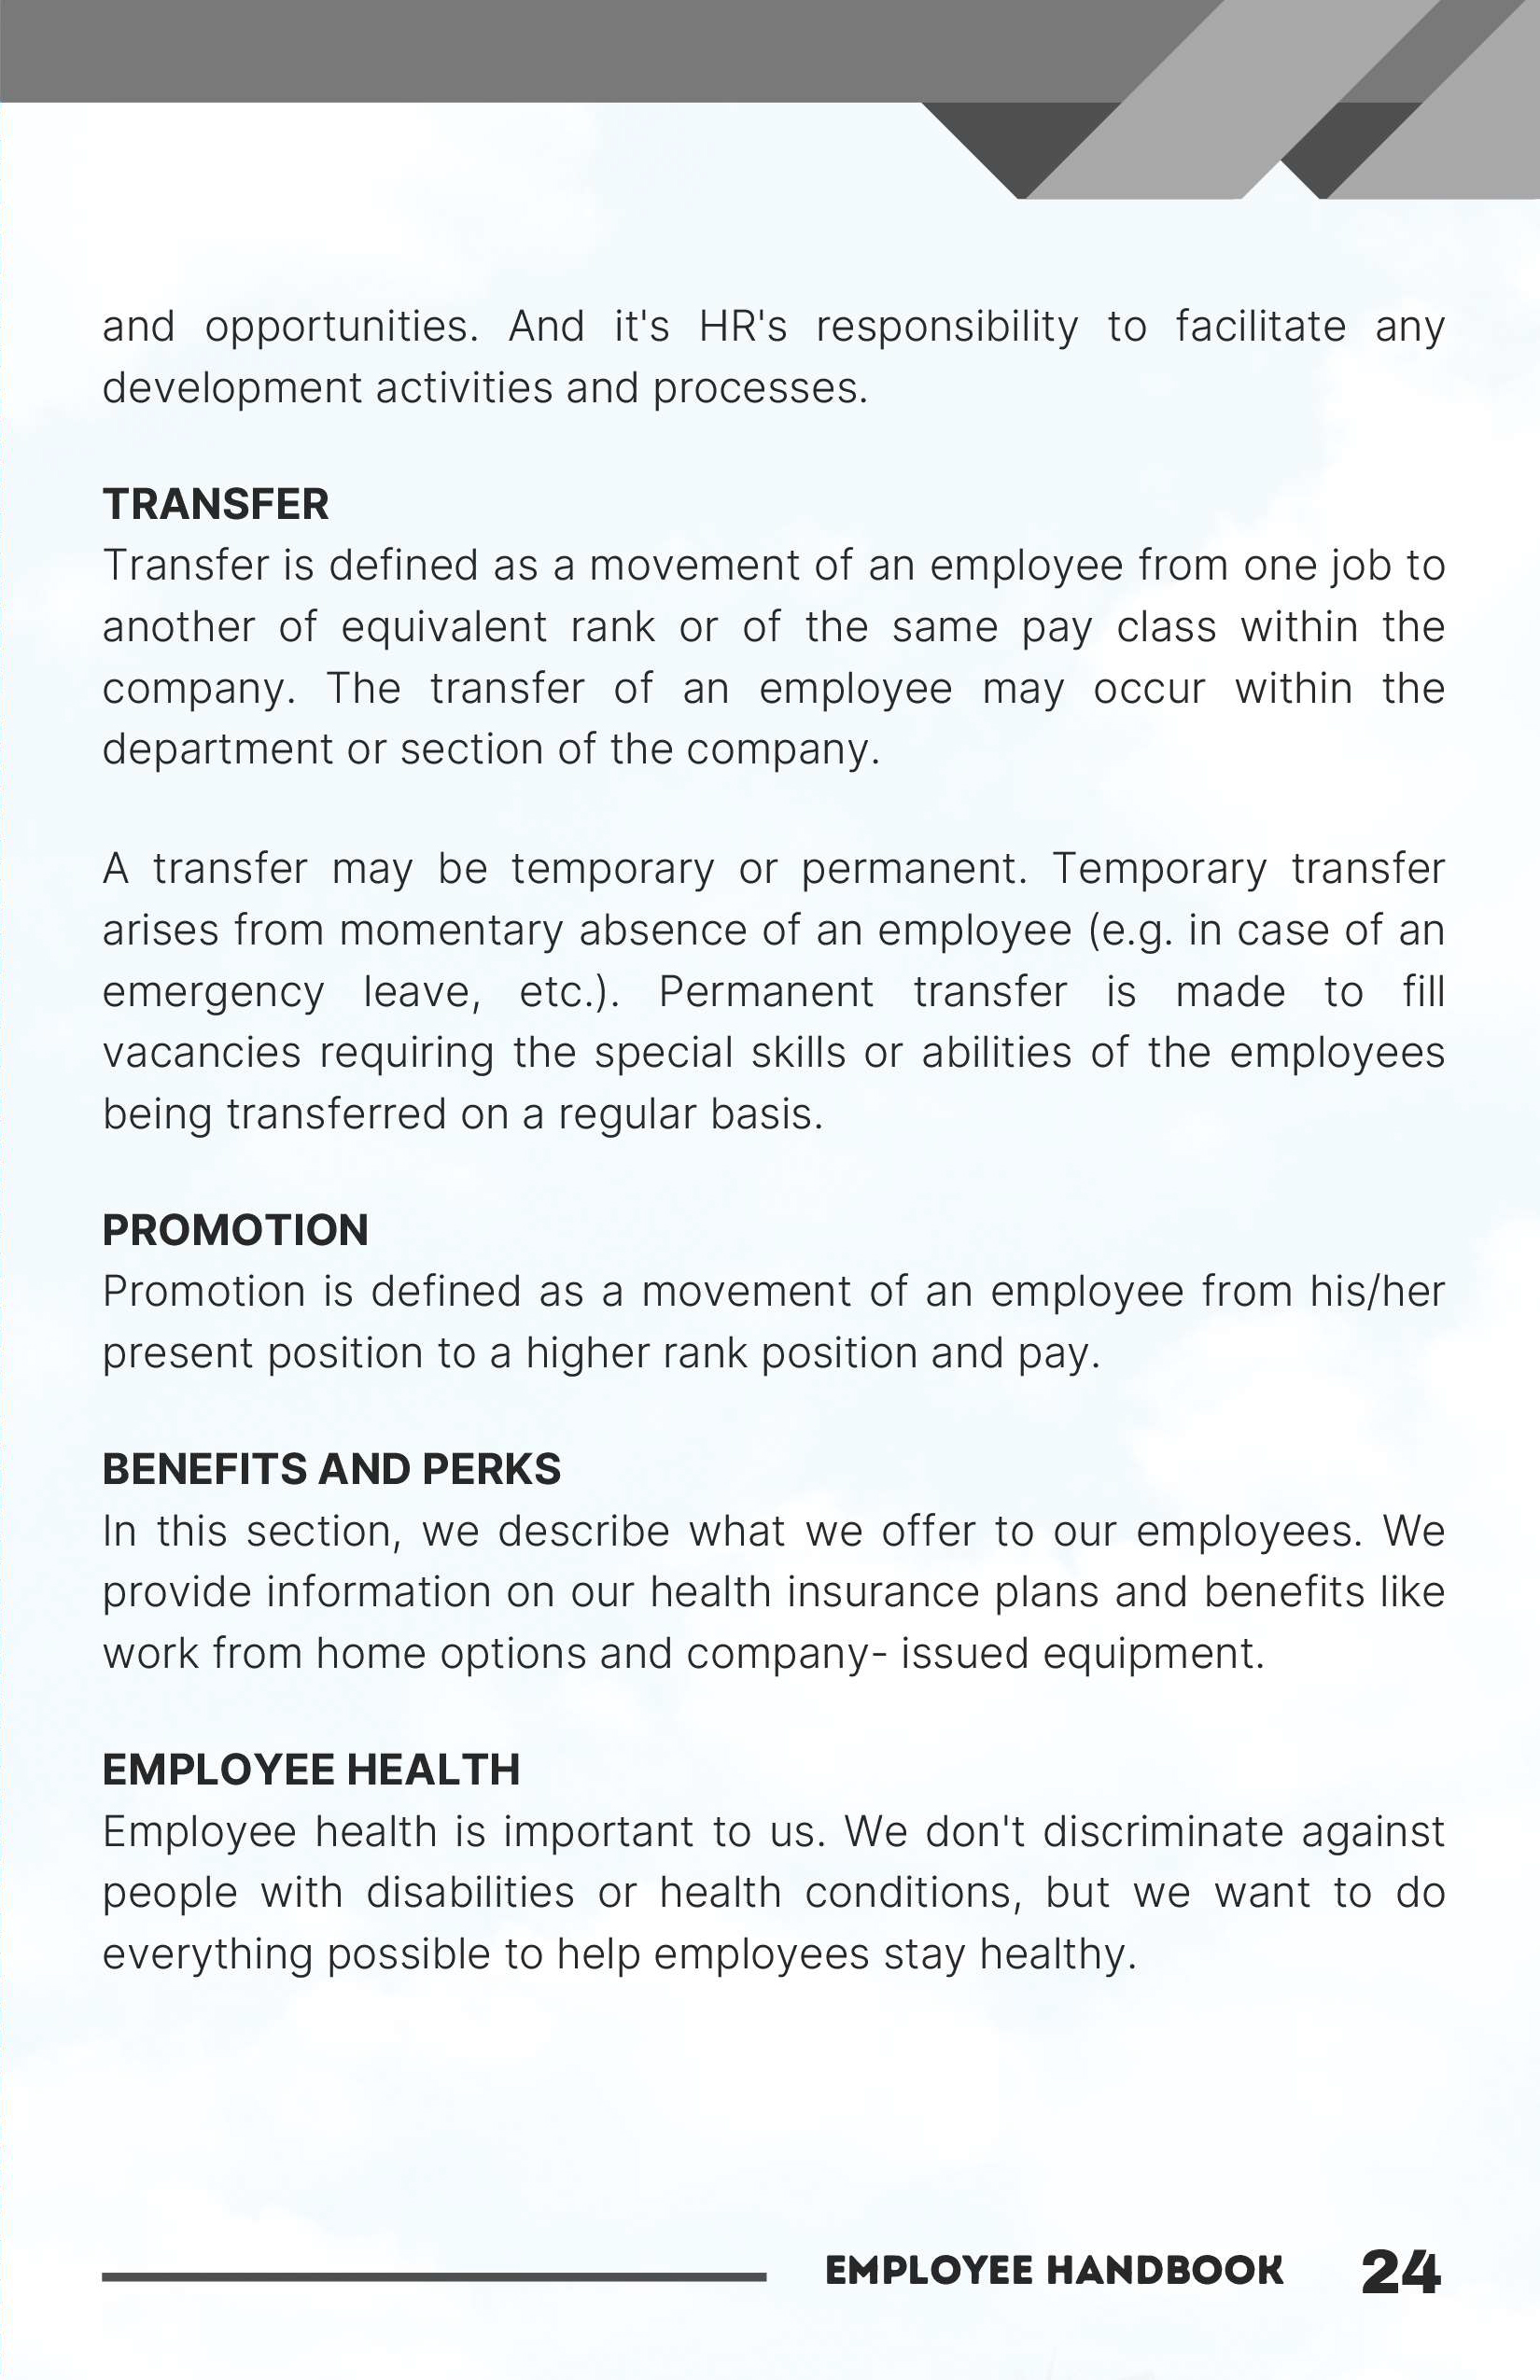 and opportunities. And it's HR's responsibility to facilitate any
development activities and processes.
TRANSFER
Transfer is defined as a movement of an employee from one job to
another of equivalent rank or of the same pay class within the
company. The transfer of an employee may occur within the
department or section of the company.
A transfer may be temporary or permanent. Temporary transfer
arises from momentary absence of an employee (e.g. in case of an
emergency leave, etc.). Permanent transfer is made to fill
vacancies requiring the special skills or abilities of the employees
being transferred on a regular basis.
PROMOTION
Promotion is defined as a movement of an employee from his/her
present position to a higher rank position and pay.
BENEFITS AND PERKS
In this section, we describe what we offer to our employees. We
provide information on our health insurance plans and benefits like
work from home options and company- issued equipment.
EMPLOYEE HEALTH
Employee health is important to us. We don't discriminate against
people with disabilities or health conditions, but we want to do
everything possible to help employees stay healthy.
EMPLOYEE HANDBOOK 24